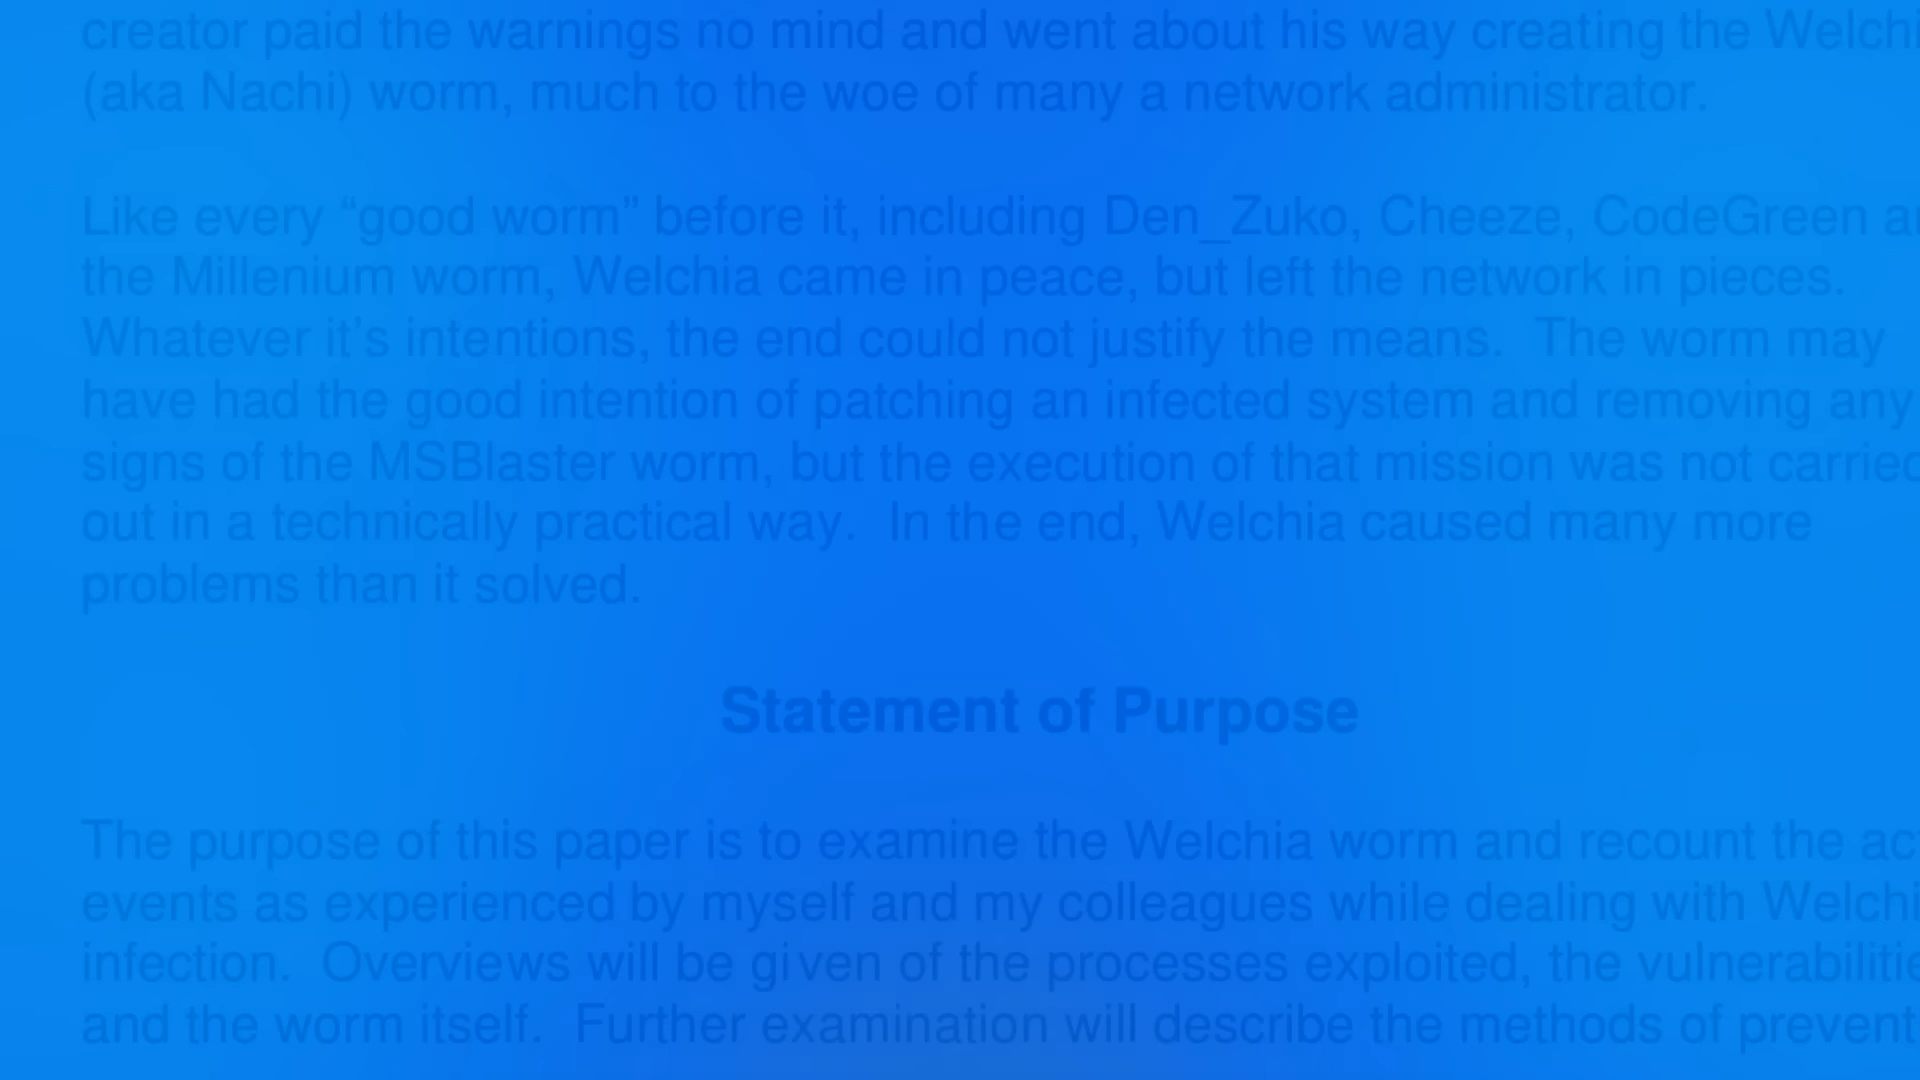 creator paid the warnings no mind and went about his way creating the Welchi
(aka Nachi) worm, much to the woe of many a network administrator.
Like every “good worm” before it, including Den_Zuko, Cheeze, CodeGreen an
the Millenium worm, Welchia came in peace, but left the network in pieces.
Whatever it's intentions, the end could not justify the means.  The worm may
have had the good intention of patching an infected system and removing any
signs of the MSBlaster worm, but the execution of that mission was not carried
out in a technically practical way.  In the end, Welchia caused many more
problems than it solved.
Statement of Purpose
The purpose of this paper is to examine the Welchia worm and recount the act
events as experienced by myself and my colleagues while dealing with Welchi
infection.  Overviews will be given of the processes exploited, the vulnerabilitie
and the worm itself.  Further examination will describe the methods of prevent